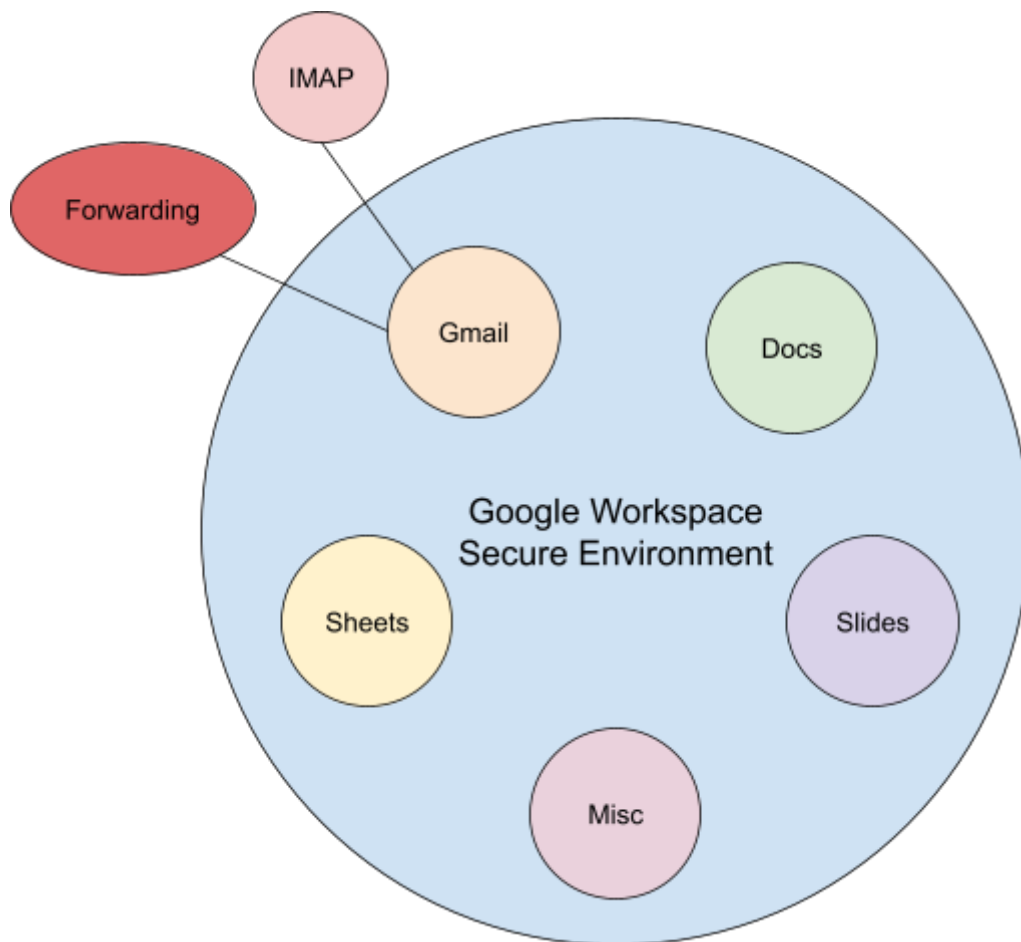 IMAP
Forwarding
Gmail
Docs
Google Workspace
Secure Environment
Sheets
Slides
Misc